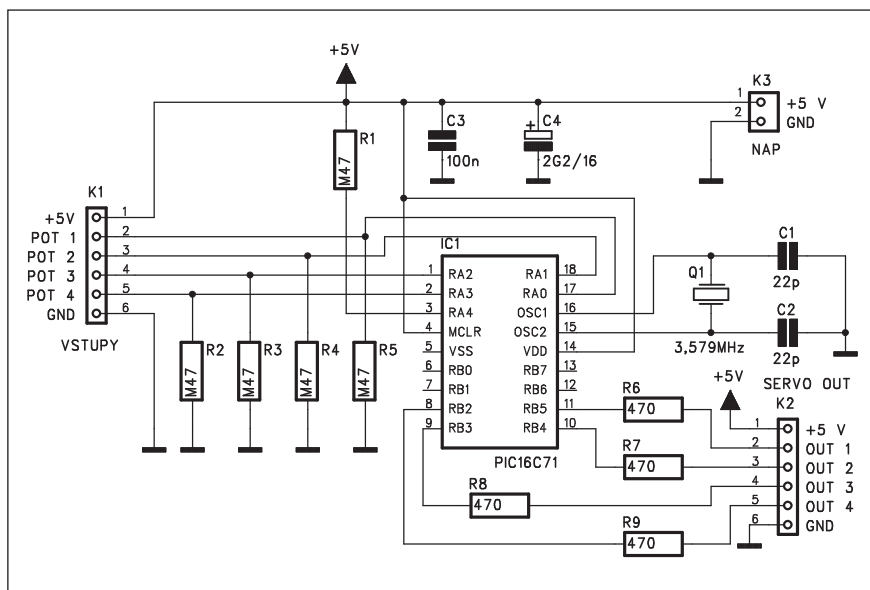 +5V
K3
1
+5 V
2
GND
NAP
R1
M47
C3
100n
C4
+
2G2/16
K1
+5V
1
POT 1
2
POT 2
3
POT 3
4
POT 4
5
GND
6
VSTUPY
IC1
1
RA2
RA1
18
2
RA3
RA0
17
3
RA4
OSC1
16
4
MCLR
OSC2
15
5
VSS
VDD
14
6
RB0
RB7
13
7
RB1
RB6
12
8
RB2
RB5
11
9
RB3
RB4
10
PIC16C71
C1
22p
Q1
3,579MHz
C2
22p
R2
M47
R3
M47
R4
M47
R5
M47
R6
470
R7
470
R8
470
R9
470
+5V
SERVO OUT
K2
1
+5 V
2
OUT 1
3
OUT 2
4
OUT 3
5
OUT 4
6
GND